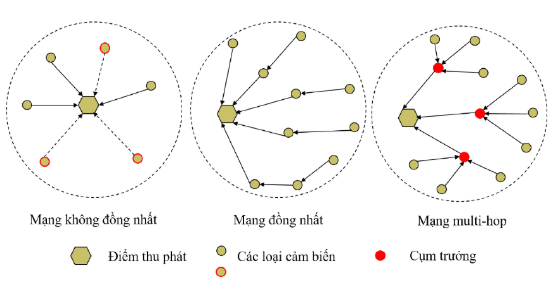 Mạng không đồng nhất
Mạng đồng nhất
Mạng multi-hop
Điểm thu phát
Các loại cảm biến
Cụm trưởng